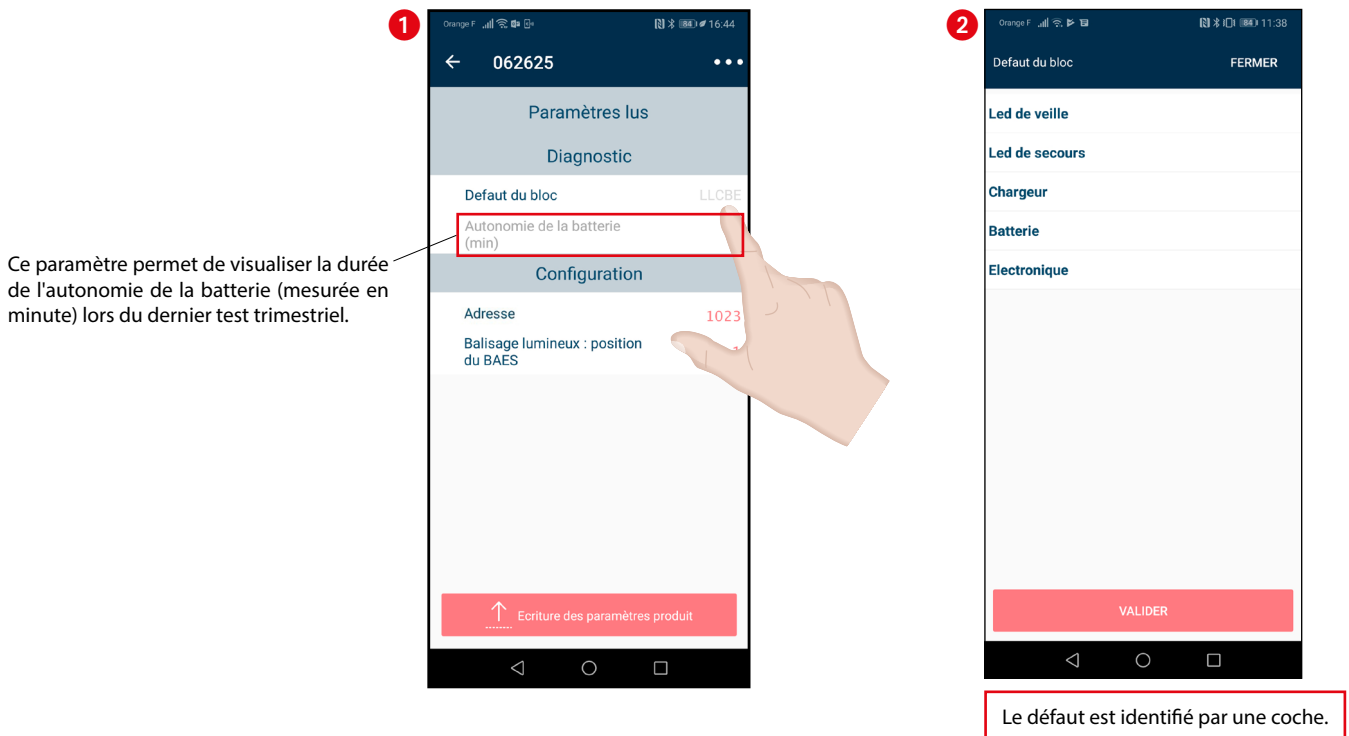 1
Orange F 84 16:44
062625
Paramètres lus
Diagnostic
Defaut du bloc LLCBE
Autonomie de la batterie
(min)
Configuration
Adresse 1023
Balisage lumineux : position
du BAES
Ecriture des paramètres produit
Ce paramètre permet de visualiser la durée
de l'autonomie de la batterie (mesurée en
minute) lors du dernier test trimestriel.
2
Orange F 84 11:38
Defaut du bloc FERMER
Led de veille
Led de secours
Chargeur
Batterie
Electronique
VALIDER
Le défaut est identifié par une coche.